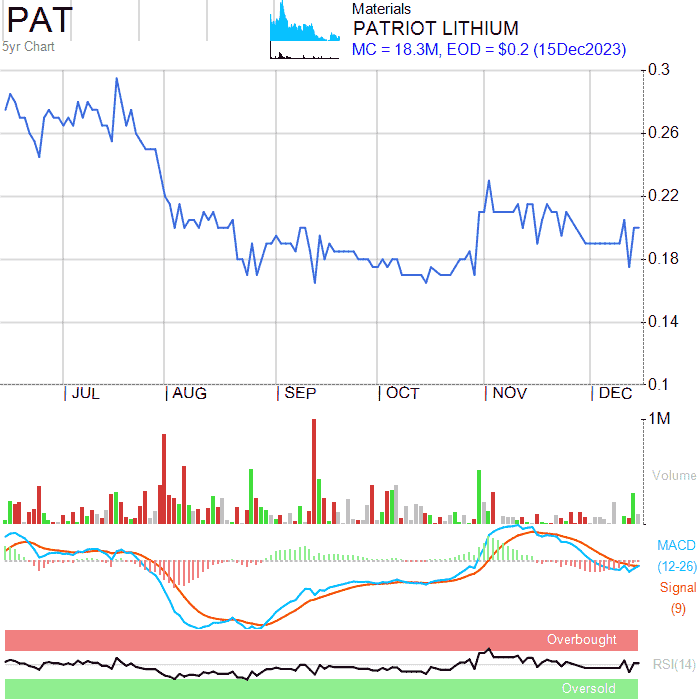 PAT
5yr Chart
Materials
PATRIOT LITHIUM
MC = 18.3M, EOD = $0.2 (15Dec2023)
0.3
0.26
0.22
0.18
0.14
0.1
JUL AUG SEP OCT NOV DEC
1M
Volume
MACD
(12-26)
Signal
(9)
Overbought
RSI(14)
Oversold